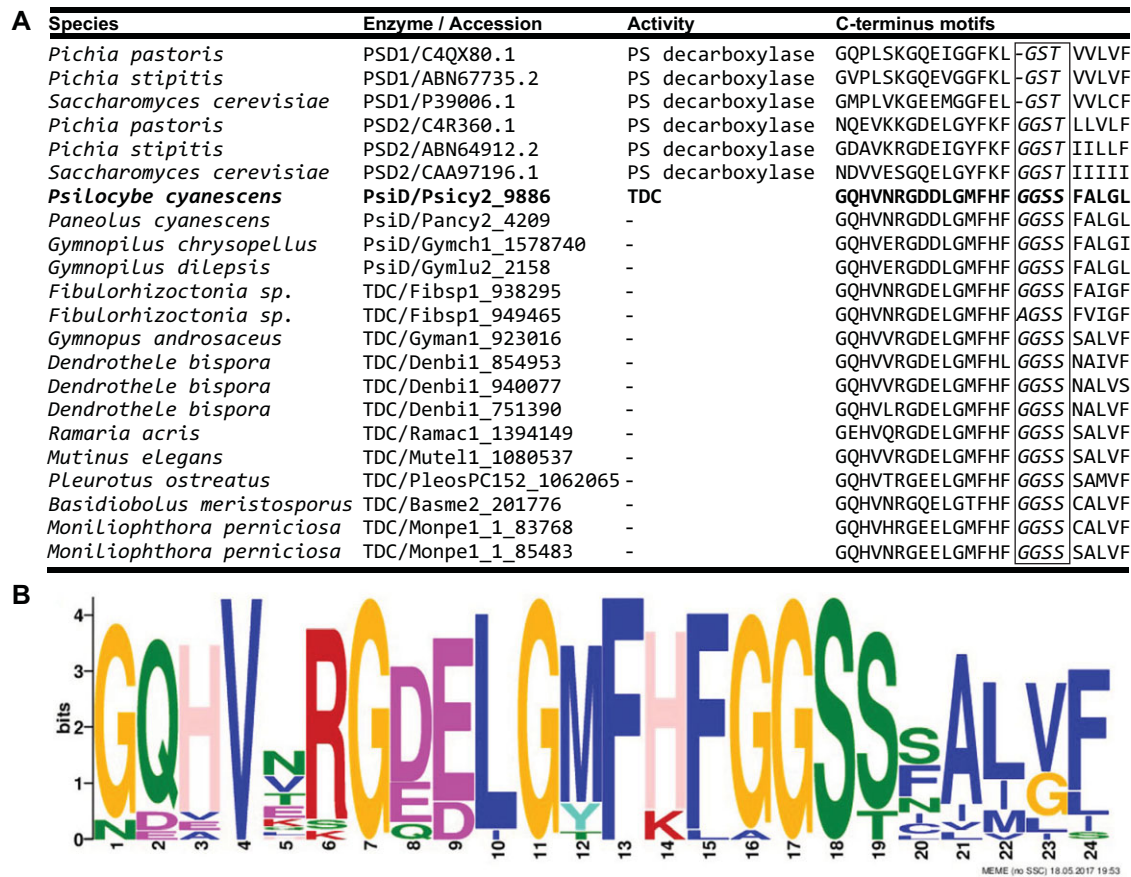 A Species Enzyme / Accession Activity C-terminus motifs
Pichia pastoris PSD1/C4QX80.1 PS decarboxylase GQPLSKGQEIGGFKL -GST VVLVF
Pichia stipitis PSD1/ABN67735.2 PS decarboxylase GVPLSKGQEVGGFKL -GST VVLVF
Saccharomyces cerevisiae PSD1/P39006.1 PS decarboxylase GMPLVKGEEMGGFEL -GST VVLCF
Pichia pastoris PSD2/C4R360.1 PS decarboxylase NQEVKKGDELGYFKF GGST LLVLF
Pichia stipitis PSD2/ABN64912.2 PS decarboxylase GDAVKRGDEIGYFKF GGST IILLF
Saccharomyces cerevisiae PSD2/CAA97196.1 PS decarboxylase NDVVESGQELGYFKF GGST IIIII
Psilocybe cyanescens PsiD/Psicy2_9886 TDC GQHVNRGDDLGMFHF GGSS FALGL
Paneolus cyanescens PsiD/Pancy2_4209 - GQHVNRGDDLGMFHF GGSS FALGL
Gymnopilus chrysopellus PsiD/Gymch1_1578740 - GQHVERGDDLGMFHF GGSS FALGI
Gymnopilus dilepsis PsiD/Gymlu2_2158 - GQHVERGDDLGMFHF GGSS FALGL
Fibulorhizoctonia sp. TDC/Fibsp1_938295 - GQHVNRGDELGMFHF GGSS FAIGF
Fibulorhizoctonia sp. TDC/Fibsp1_949465 - GQHVNRGDELGMFHF AGSS FVIGF
Gymnopus androsaceus TDC/Gyman1_923016 - GQHVVRGDELGMFHF GGSS SALVF
Dendrothele bispora TDC/Denbi1_854953 - GQHVVRGDELGMFHL GGSS NAIVF
Dendrothele bispora TDC/Denbi1_940077 - GQHVVRGDELGMFHF GGSS NALVS
Dendrothele bispora TDC/Denbi1_751390 - GQHVLRGDELGMFHF GGSS NALVF
Ramaria acris TDC/Ramac1_1394149 - GEHVQRGDELGMFHF GGSS SALVF
Mutinus elegans TDC/Mutel1_1080537 - GQHVVRGDELGMFHF GGSS SALVF
Pleurotus ostreatus TDC/PleosPC152_1062065 - GQHVTRGEELGMFHF GGSS SAMVF
Basidiobolus meristosporus TDC/Basme2_201776 - GQHVNRGQELGTFHF GGSS CALVF
Moniliophthora perniciosa TDC/Monpe1_1_83768 - GQHVHRGEELGMFHF GGSS CALVF
Moniliophthora perniciosa TDC/Monpe1_1_85483 - GQHVNRGEELGMFHF GGSS SALVF
B
bits
4
3
2
1
0
GQHVNRGDELGMFHFGGSSSALVF
1 2 3 4 5 6 7 8 9 10 11 12 13 14 15 16 17 18 19 20 21 22 23 24
MEME (no SSC) 18.05.2017 19:53